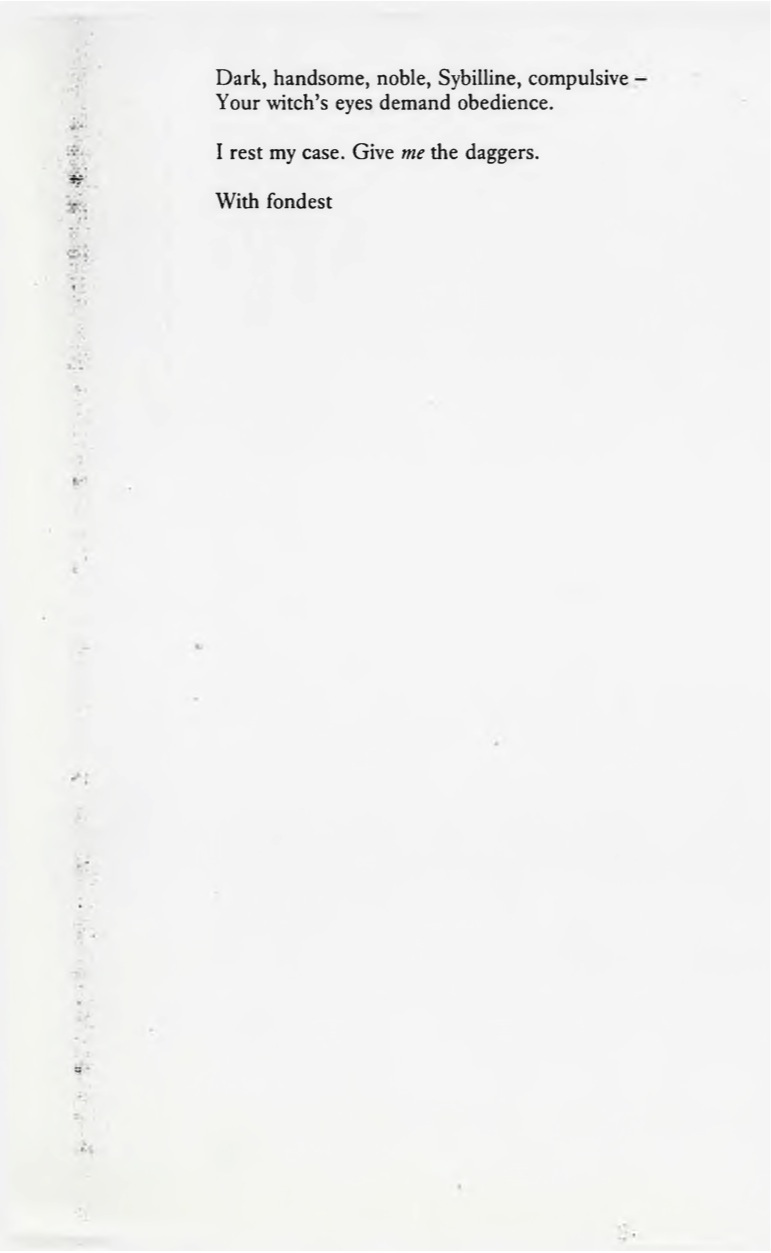 Dark, handsome, noble, Sybilline, compulsive –
Your witch's eyes demand obedience.
I rest my case. Give me the daggers.
With fondest